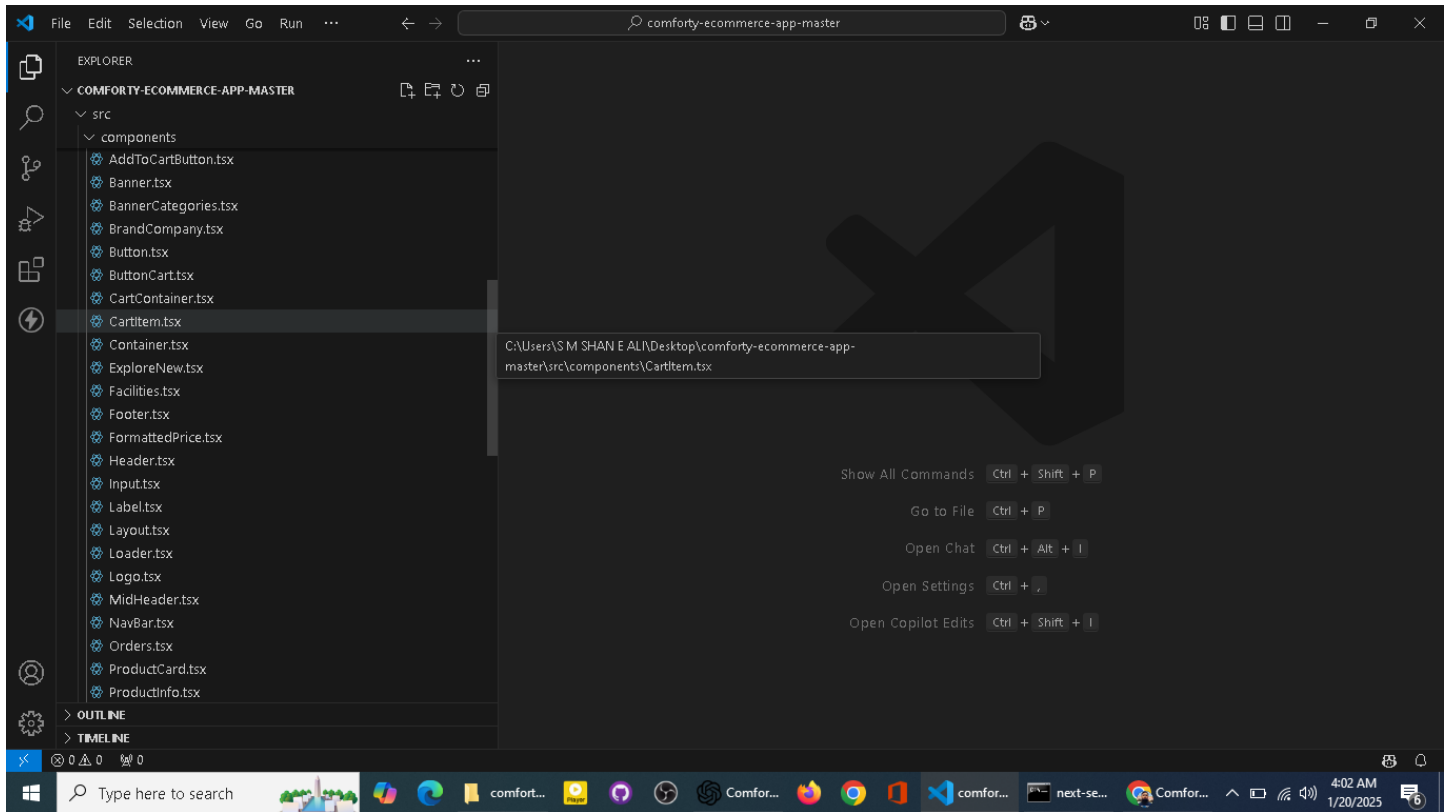 File Edit Selection View Go Run ···
comforty-ecommerce-app-master
EXPLORER
COMFORTY-ECOMMERCE-APP-MASTER
src
components
AddToCartButton.tsx
Banner.tsx
BannerCategories.tsx
BrandCompany.tsx
Button.tsx
ButtonCart.tsx
CartContainer.tsx
CartItem.tsx
Container.tsx
ExploreNew.tsx
Facilities.tsx
Footer.tsx
FormattedPrice.tsx
Header.tsx
Input.tsx
Label.tsx
Layout.tsx
Loader.tsx
Logo.tsx
MidHeader.tsx
NavBar.tsx
Orders.tsx
ProductCard.tsx
ProductInfo.tsx
OUTLINE
TIMELINE
C:\Users\S M SHAN E ALI\Desktop\comforty-ecommerce-app-
master\src\components\CartItem.tsx
Show All Commands Ctrl + Shift + P
Go to File Ctrl + P
Open Chat Ctrl + Alt + I
Open Settings Ctrl + ,
Open Copilot Edits Ctrl + Shift + I
0 0 0
Type here to search
comfort...
Player
Comfor...
comfor...
next-se...
Comfor...
4:02 AM
1/20/2025
6